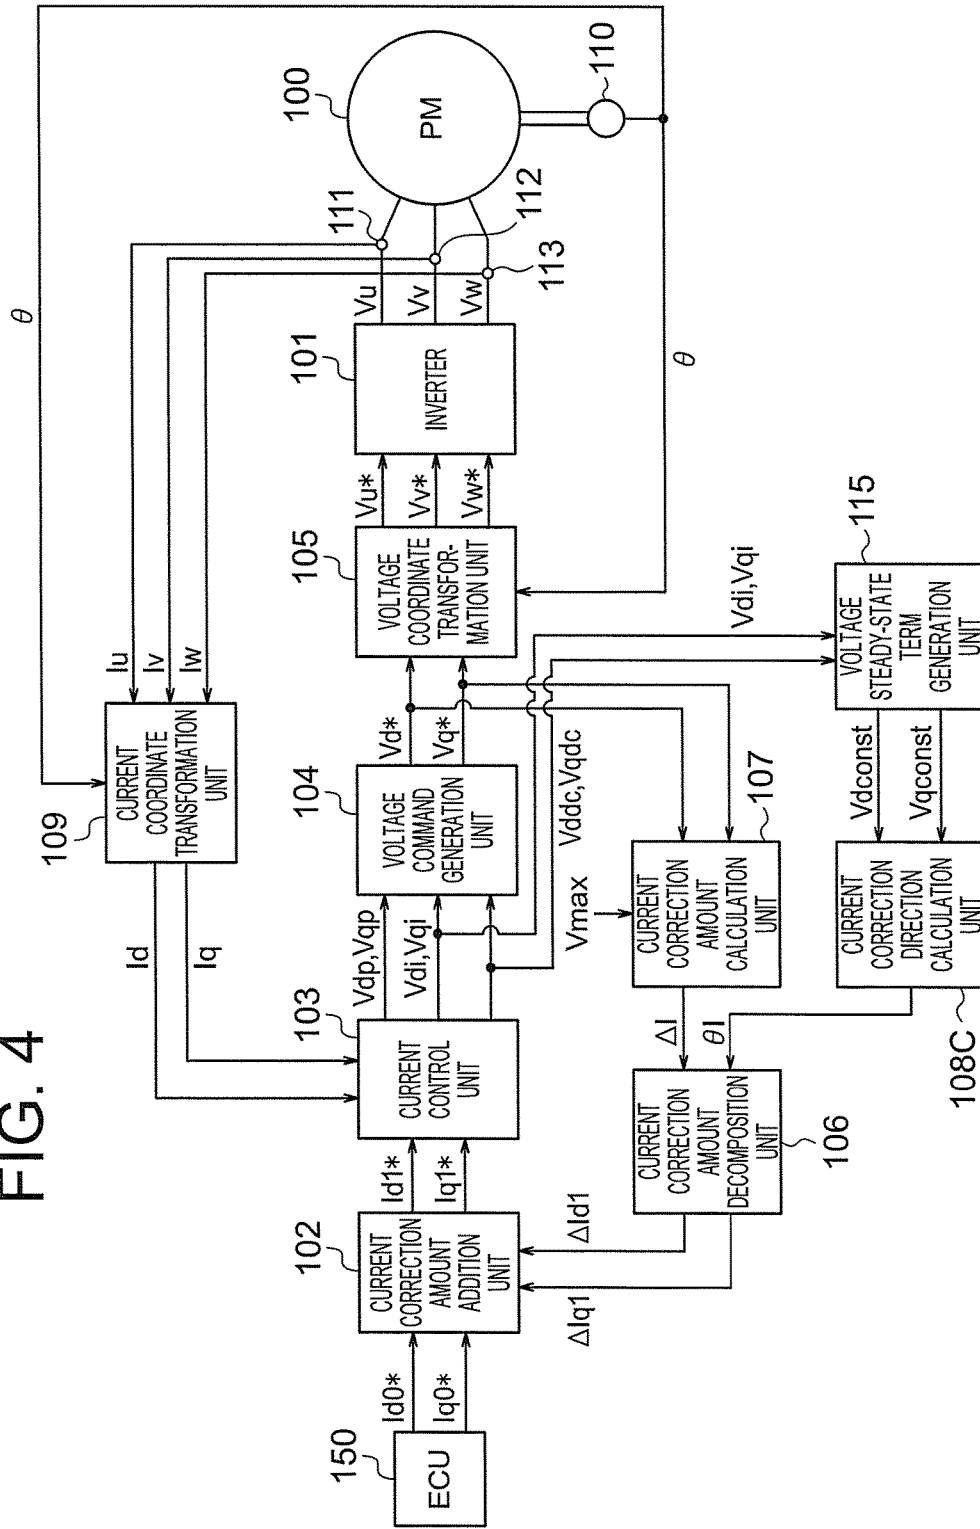 FIG. 4
θ
109
CURRENT
COORDINATE
TRANSFORMATION
UNIT
Iu
Iv
Iw
Id
Iq
150
ECU
Id0*
Iq0*
102
CURRENT
CORRECTION
AMOUNT
ADDITION
UNIT
Id1*
Iq1*
103
CURRENT
CONTROL
UNIT
Vdp,Vqp
Vdi,Vqi
104
VOLTAGE
COMMAND
GENERATION
UNIT
Vd*
Vq*
105
VOLTAGE
COORDINATE
TRANSFOR-
MATION UNIT
Vu*
Vv*
Vw*
101
INVERTER
Vu
Vv
Vw
111
112
113
100
PM
110
θ
Vddc,Vqdc
Vdi,Vqi
ΔId1
ΔIq1
106
CURRENT
CORRECTION
AMOUNT
DECOMPOSITION
UNIT
ΔI
θI
Vmax
107
CURRENT
CORRECTION
AMOUNT
CALCULATION
UNIT
108C
CURRENT
CORRECTION
DIRECTION
CALCULATION
UNIT
Vdconst
Vqconst
115
VOLTAGE
STEADY-STATE
TERM
GENERATION
UNIT